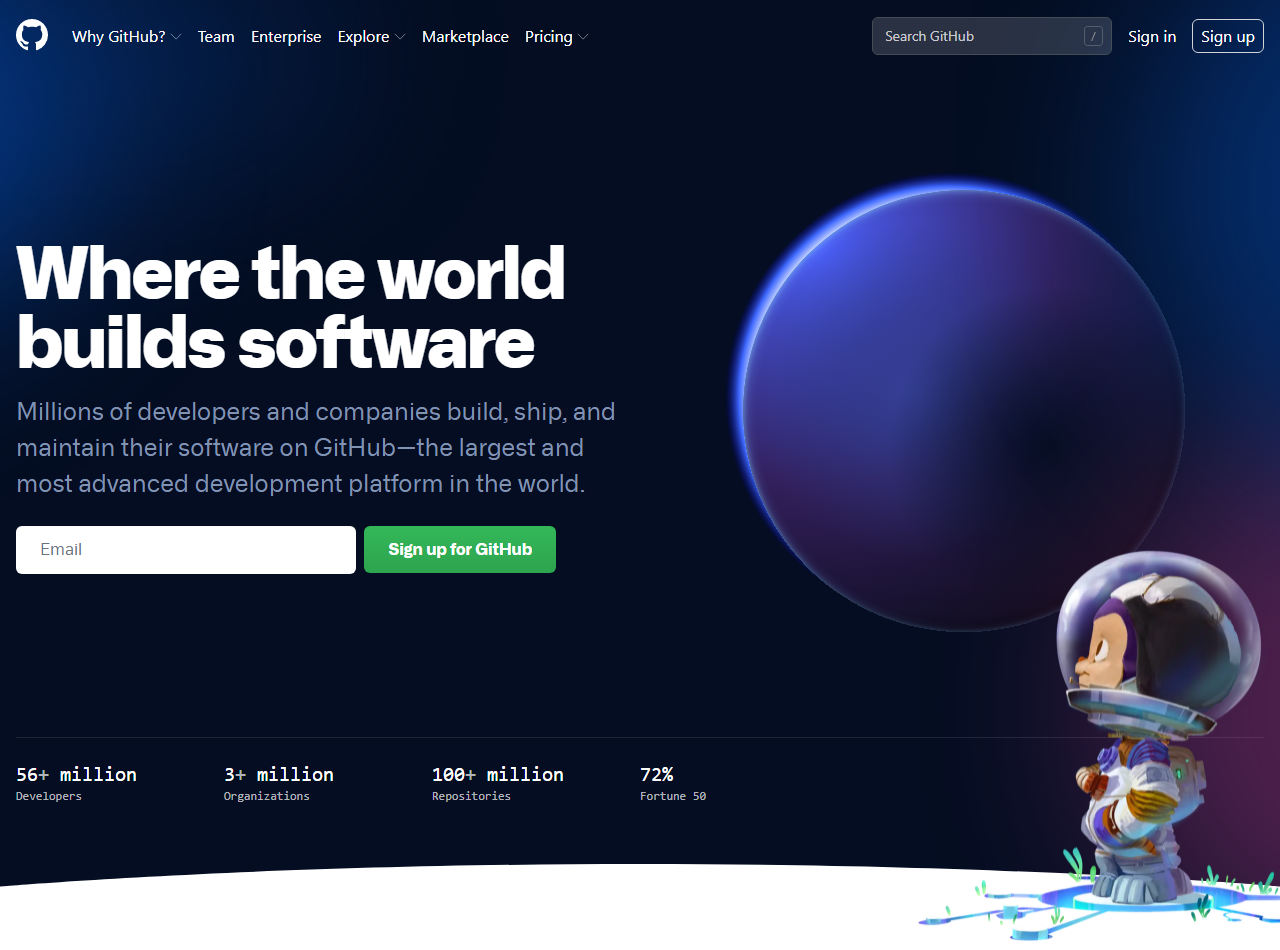 Why GitHub? Team Enterprise Explore Marketplace Pricing Search GitHub / Sign in Sign up
Where the world
builds software
Millions of developers and companies build, ship, and
maintain their software on GitHub—the largest and
most advanced development platform in the world.
Email Sign up for GitHub
56+ million 3+ million 100+ million 72%
Developers Organizations Repositories Fortune 50